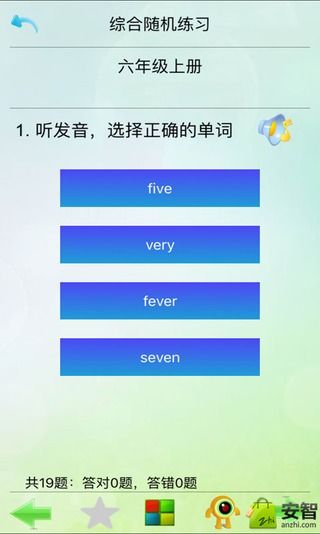 综合随机练习
六年级上册
1. 听发音，选择正确的单词
five
very
fever
seven
共19题：答对0题，答错0题
zhi
安智
anzhi.com